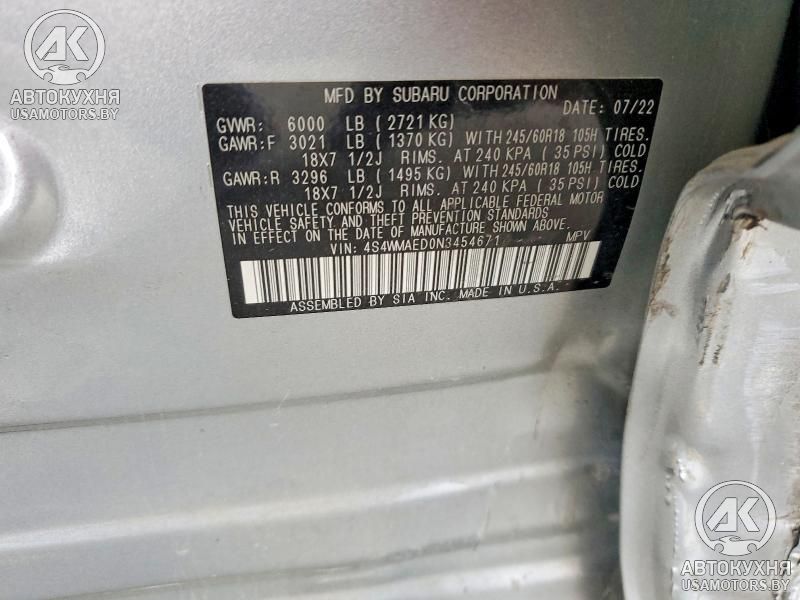 АВТОКУХНЯ
USAMOTORS.BY
MFD BY SUBARU CORPORATION
DATE: 07/22
GVWR: 6000 LB (2721 KG)
GAWR:F 3021 LB (1370 KG) WITH 245/60R18 105H TIRES.
18X7 1/2J RIMS. AT 240 KPA (35 PSI) COLD
GAWR:R 3296 LB (1495 KG) WITH 245/60R18 105H TIRES.
18X7 1/2J RIMS. AT 240 KPA (35 PSI) COLD
THIS VEHICLE CONFORMS TO ALL APPLICABLE FEDERAL MOTOR
VEHICLE SAFETY AND THEFT PREVENTION STANDARDS
IN EFFECT ON THE DATE OF MANUFACTURE SHOWN ABOVE.
VIN: 4S4WMAED0N3454671 MPV
ASSEMBLED BY SIA INC. MADE IN U.S.A.
АВТОКУХНЯ
USAMOTORS.BY